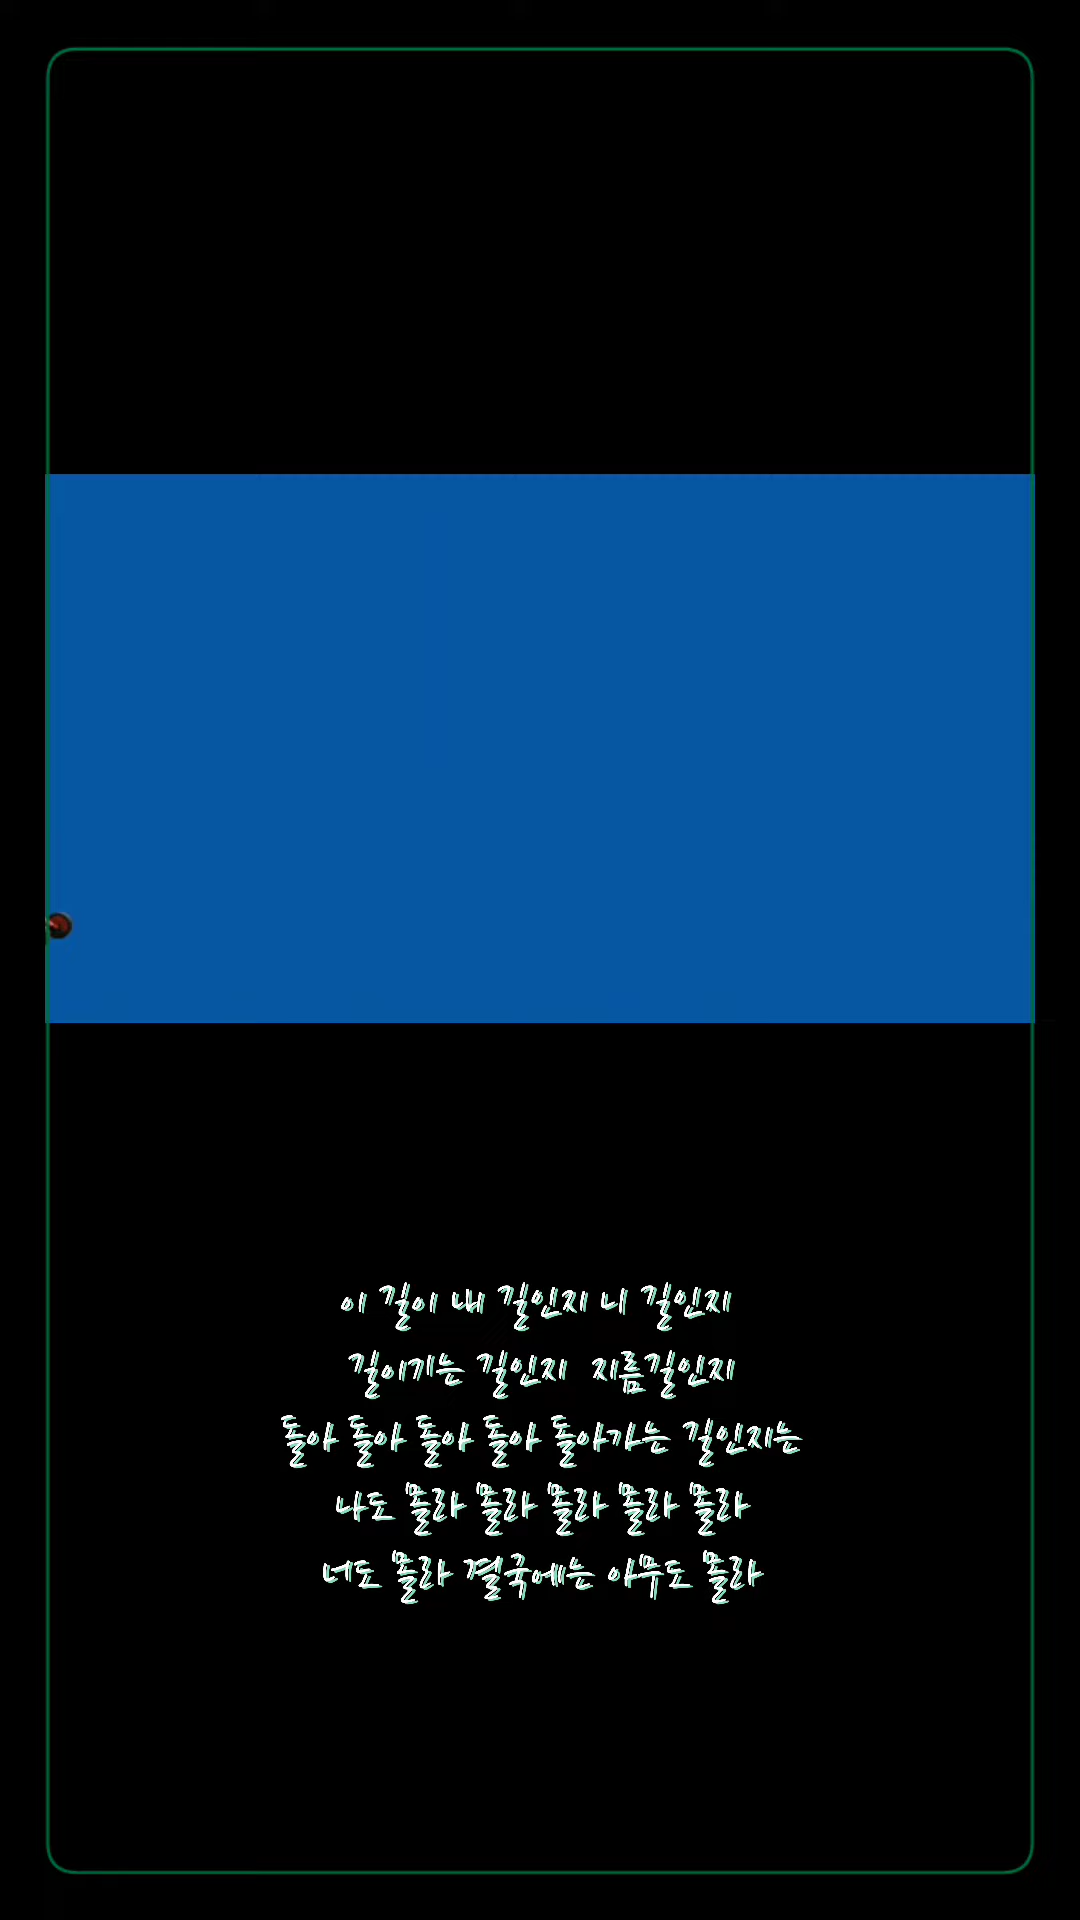 이 길이 내 길인지 니 길인지
길이기는 길인지 지름길인지
돌아 돌아 돌아 돌아 돌아가는 길인지는
나도 몰라 몰라 몰라 몰라 몰라
너도 몰라 결국에는 아무도 몰라